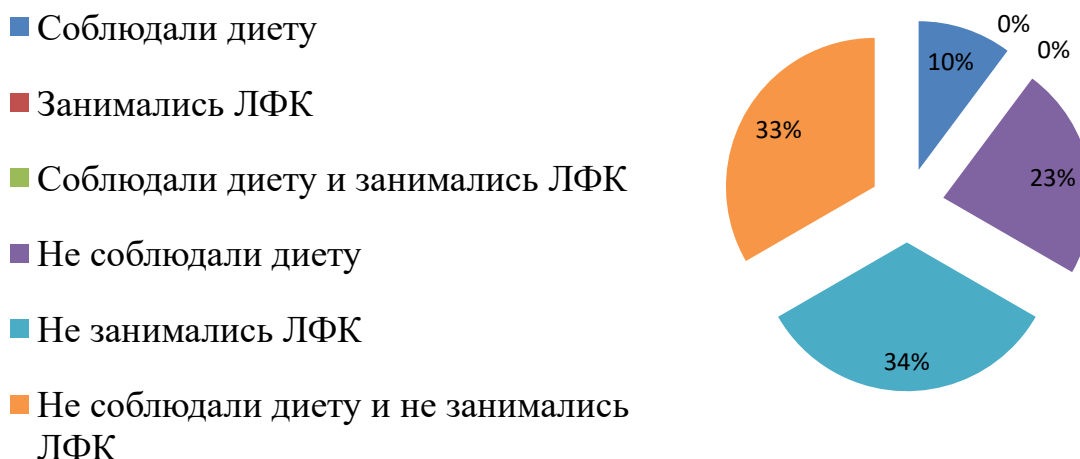 Соблюдали диету
Занимались ЛФК
Соблюдали диету и занимались ЛФК
Не соблюдали диету
Не занимались ЛФК
Не соблюдали диету и не занимались
ЛФК
0%
0%
10%
33%
23%
34%